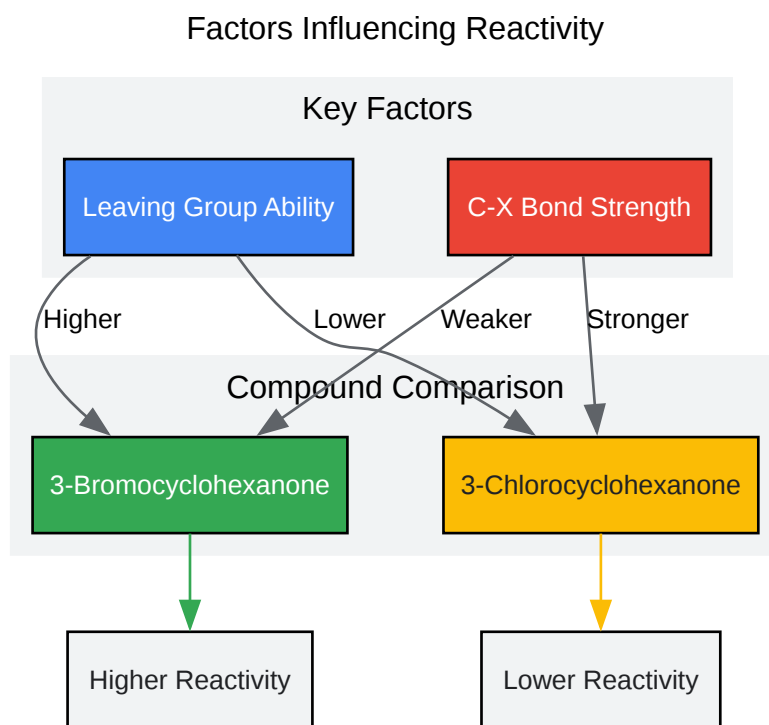 Factors Influencing Reactivity
Key Factors
Leaving Group Ability
C-X Bond Strength
Higher
Lower
Weaker
Stronger
Compound Comparison
3-Bromocyclohexanone
3-Chlorocyclohexanone
Higher Reactivity
Lower Reactivity